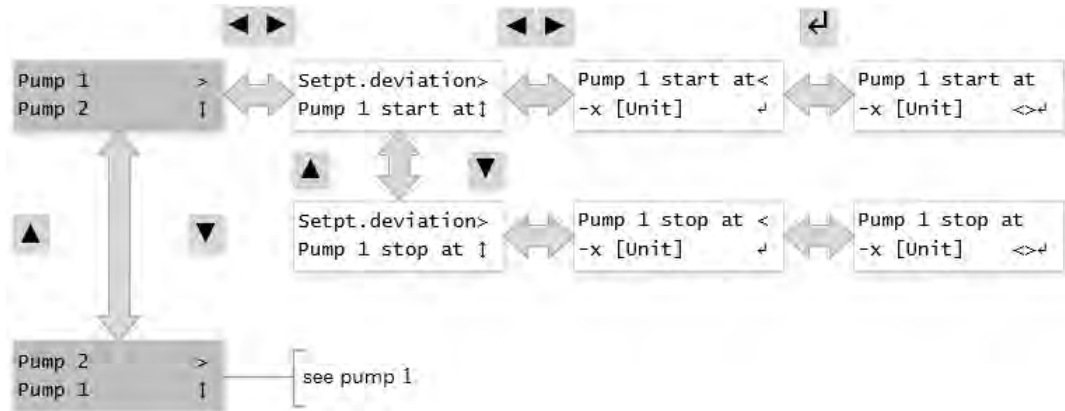 Pump 1 >
Pump 2 ↕
Setpt.deviation>
Pump 1 start at↕
Pump 1 start at<
-x [Unit] ↲
Pump 1 start at
-x [Unit] <>↲
Setpt.deviation>
Pump 1 stop at ↕
Pump 1 stop at <
-x [Unit] ↲
Pump 1 stop at
-x [Unit] <>↲
Pump 2 >
Pump 1 ↕
see pump 1